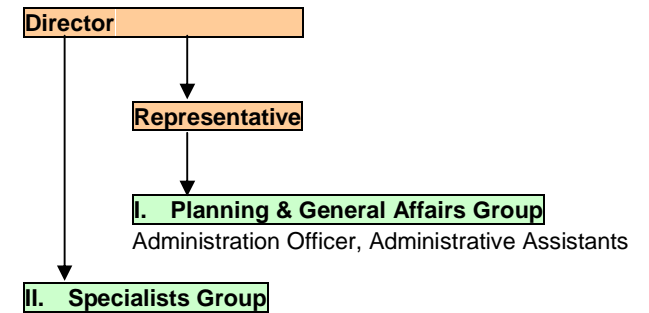 Director
Representative
I. Planning & General Affairs Group
Administration Officer, Administrative Assistants
II. Specialists Group